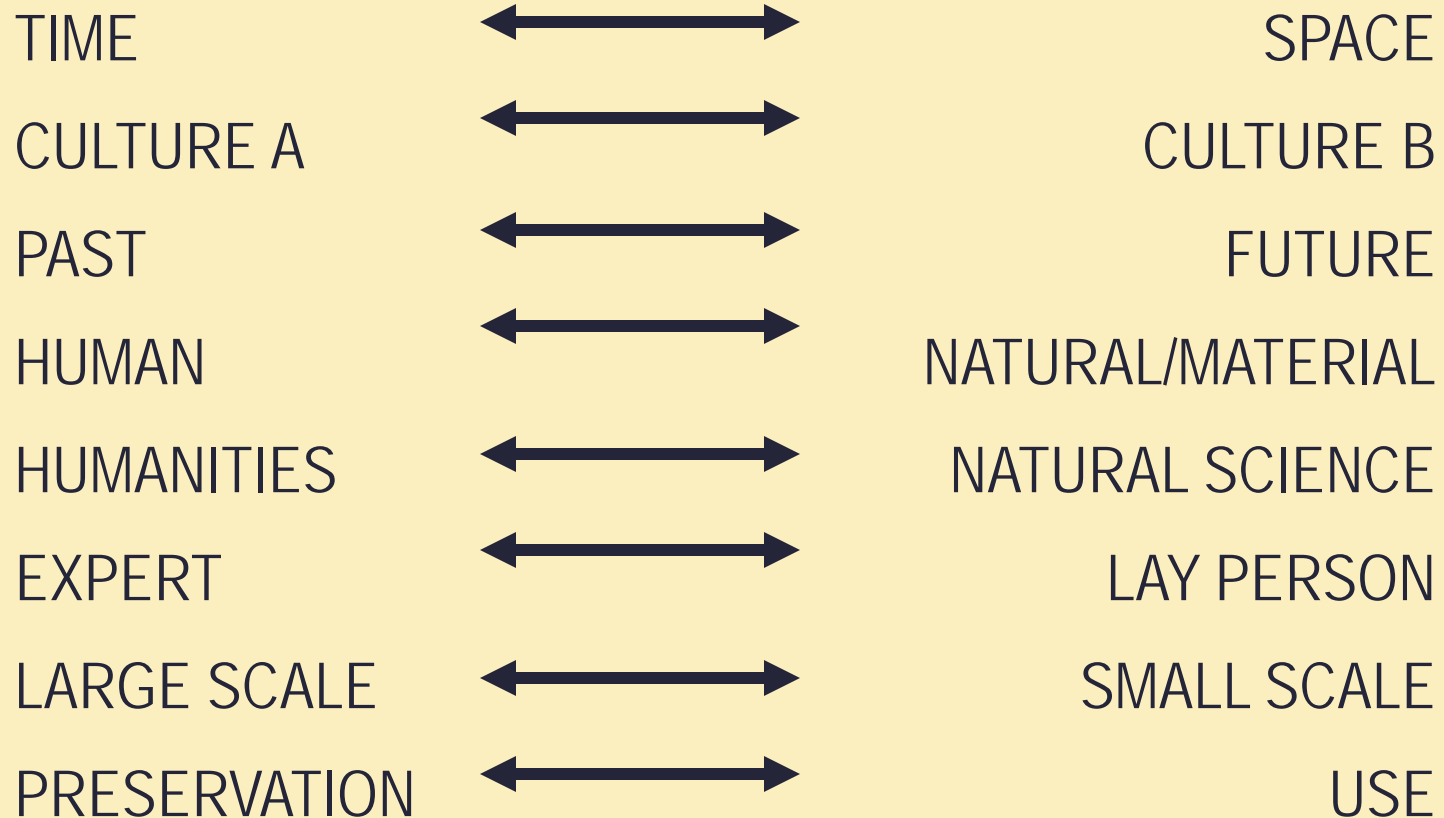 TIME SPACE
CULTURE A CULTURE B
PAST FUTURE
HUMAN NATURAL/MATERIAL
HUMANITIES NATURAL SCIENCE
EXPERT LAY PERSON
LARGE SCALE SMALL SCALE
PRESERVATION USE